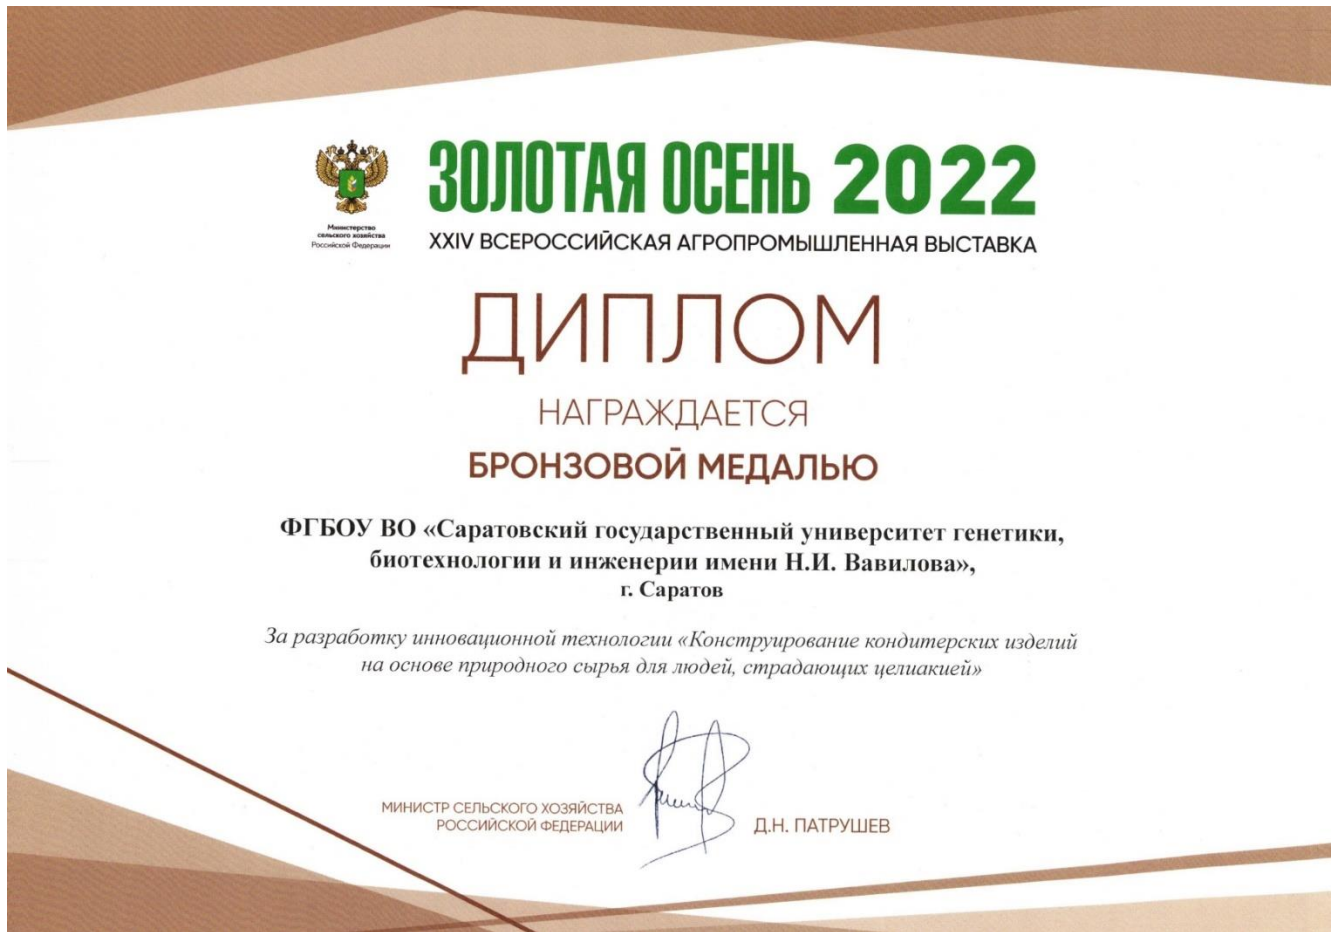 ЗОЛОТАЯ ОСЕНЬ 2022
Министерство
сельского хозяйства
Российской Федерации
XXIV ВСЕРОССИЙСКАЯ АГРОПРОМЫШЛЕННАЯ ВЫСТАВКА
ДИПЛОМ
НАГРАЖДАЕТСЯ
БРОНЗОВОЙ МЕДАЛЬЮ
ФГБОУ ВО «Саратовский государственный университет генетики,
биотехнологии и инженерии имени Н.И. Вавилова»,
г. Саратов
За разработку инновационной технологии «Конструирование кондитерских изделий
на основе природного сырья для людей, страдающих целиакией»
МИНИСТР СЕЛЬСКОГО ХОЗЯЙСТВА
РОССИЙСКОЙ ФЕДЕРАЦИИ
Д.Н. ПАТРУШЕВ